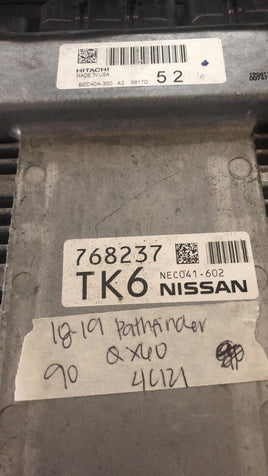 HITACHI
MADE IN USA
BED40A-300 A2 9617D 52
768237
NEC041-602
TK6 NISSAN
18-19 Pathfinder
QX60
90